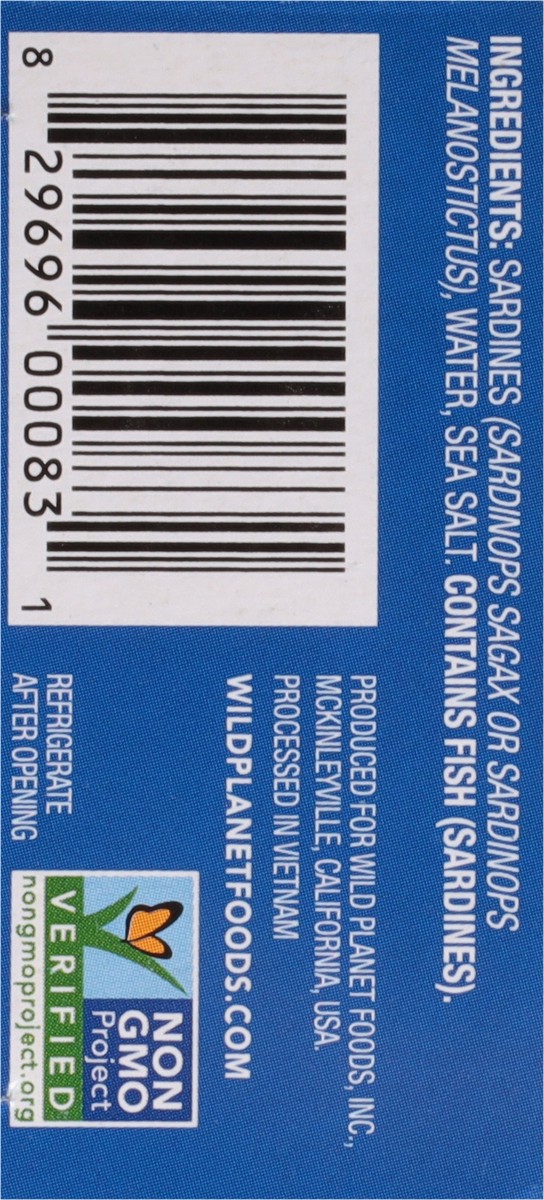 INGREDIENTS: SARDINES (SARDINOPS SAGAX OR SARDINOPS
MELANOSTICTUS), WATER, SEA SALT. CONTAINS FISH (SARDINES).
8 29696 00083 1
PRODUCED FOR WILD PLANET FOODS, INC.,
MCKINLEYVILLE, CALIFORNIA, USA.
PROCESSED IN VIETNAM
WILDPLANETFOODS.COM
REFRIGERATE
AFTER OPENING
NON
GMO
Project
VERIFIED
nongmoproject.org